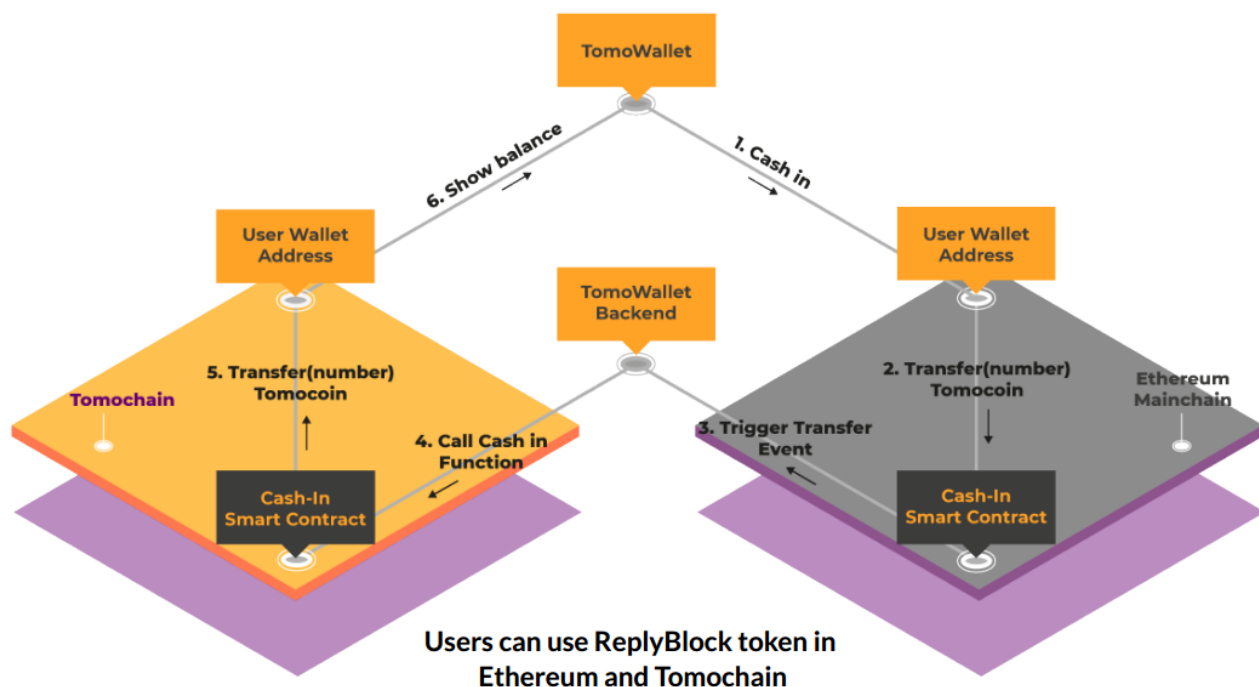 TomoWallet
6. Show balance
1. Cash in
User Wallet
Address
User Wallet
Address
TomoWallet
Backend
5. Transfer(number)
Tomocoin
2. Transfer(number)
Tomocoin
Tomochain
Ethereum
Mainchain
4. Call Cash in
Function
3. Trigger Transfer
Event
Cash-In
Smart Contract
Cash-In
Smart Contract
Users can use ReplyBlock token in
Ethereum and Tomochain